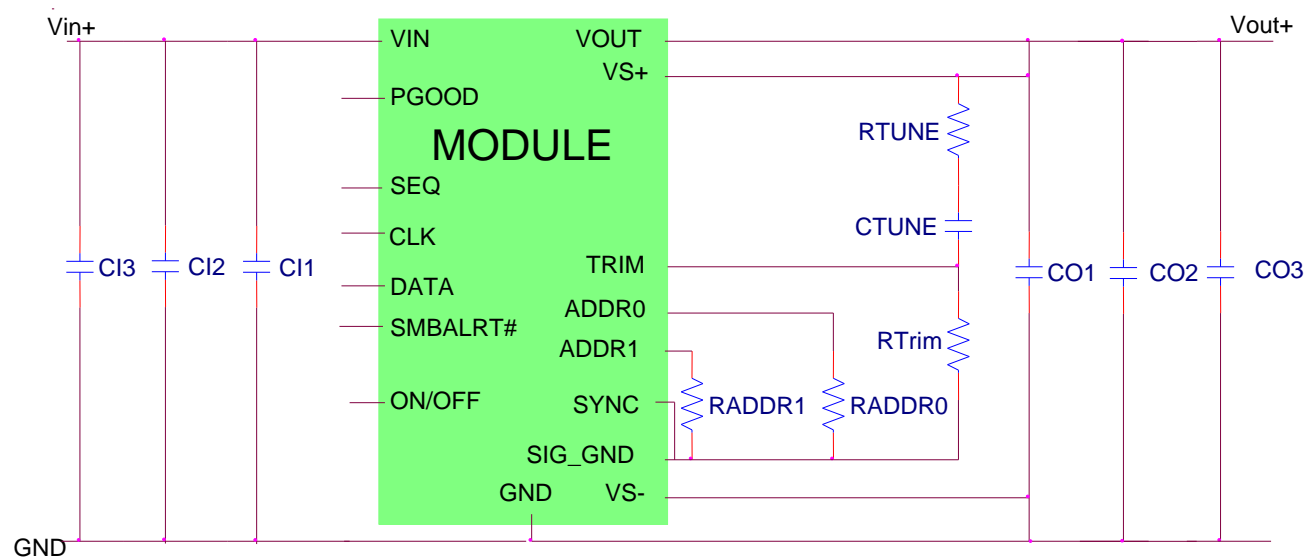 Vin+
Vout+
VIN
VOUT
VS+
PGOOD
MODULE
RTUNE
SEQ
CTUNE
CLK
TRIM
CI3
CI2
CI1
CO1
CO2
CO3
DATA
ADDR0
SMBALRT#
RTrim
ADDR1
ON/OFF
SYNC
RADDR1
RADDR0
SIG_GND
GND
VS-
GND